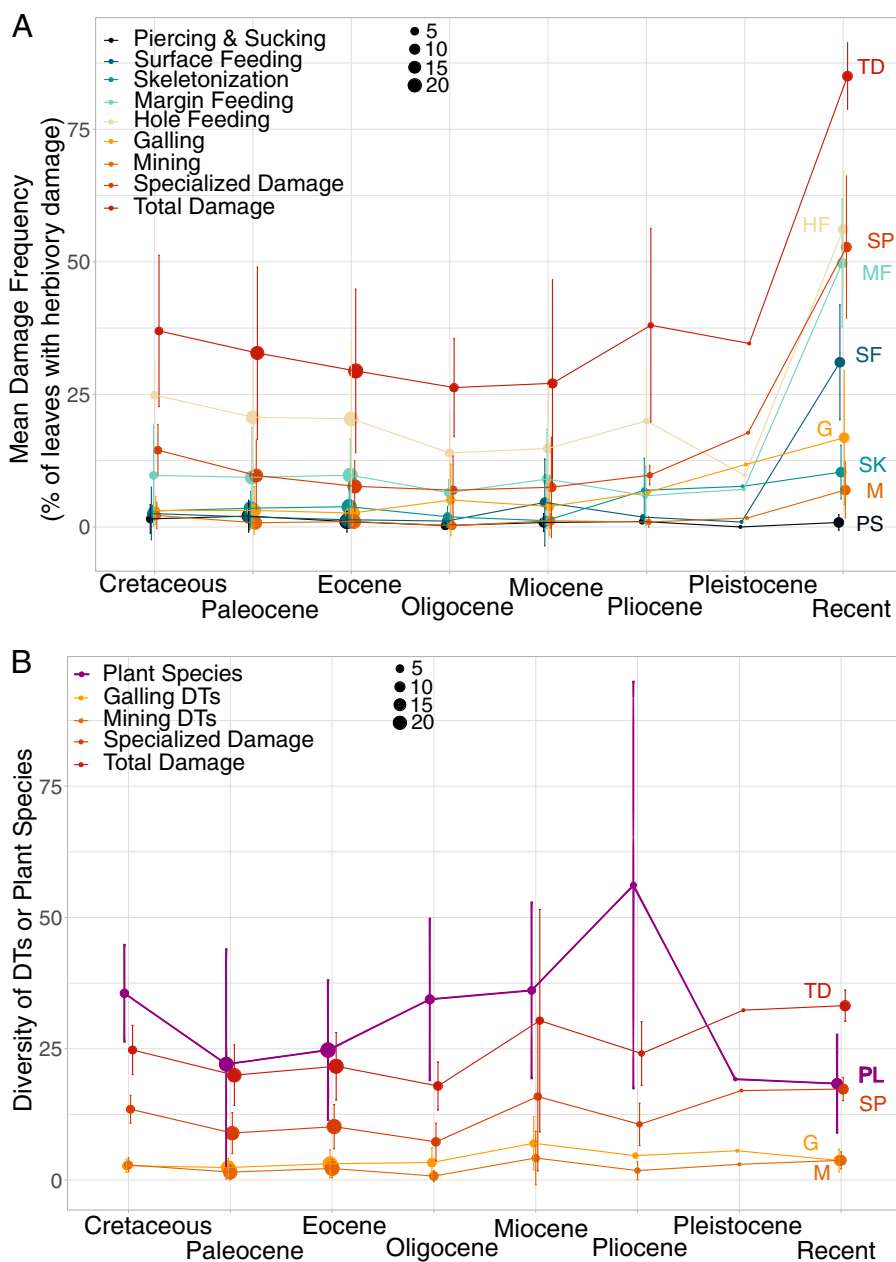 A
Piercing & Sucking
Surface Feeding
Skeletonization
Margin Feeding
Hole Feeding
Galling
Mining
Specialized Damage
Total Damage
5
10
15
20
Mean Damage Frequency
(% of leaves with herbivory damage)
75
50
25
0
TD
HF
SP
MF
SF
G
SK
M
PS
Cretaceous
Paleocene
Eocene
Oligocene
Miocene
Pliocene
Pleistocene
Recent
B
Plant Species
Galling DTs
Mining DTs
Specialized Damage
Total Damage
5
10
15
20
Diversity of DTs or Plant Species
75
50
25
0
TD
PL
SP
G
M
Cretaceous
Paleocene
Eocene
Oligocene
Miocene
Pliocene
Pleistocene
Recent